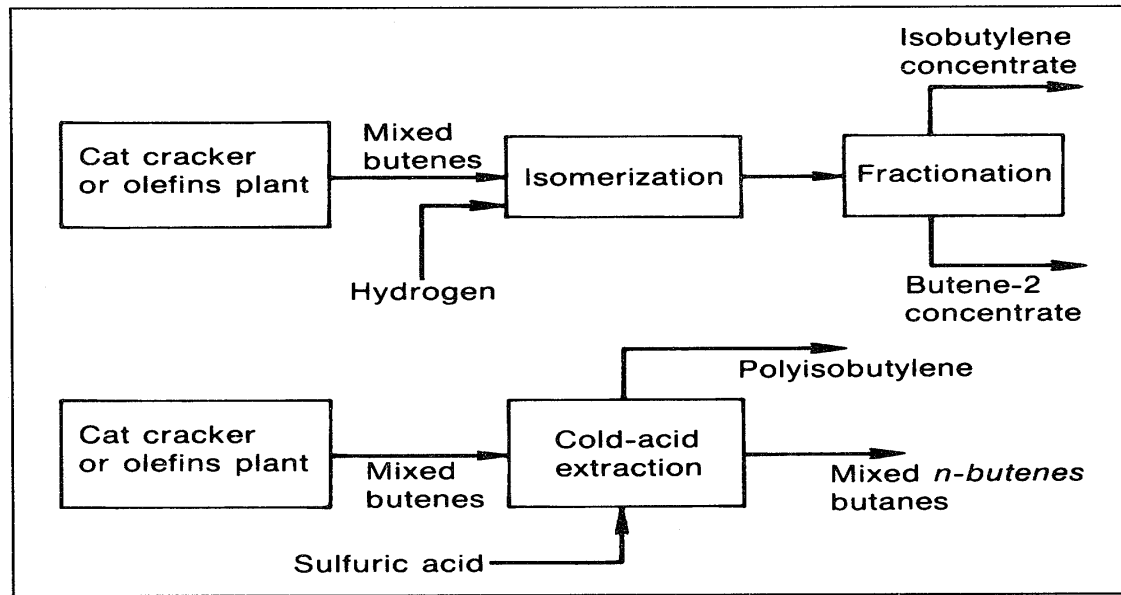 Isobutylene
concentrate
Cat cracker
or olefins plant
Mixed
butenes
Isomerization
Fractionation
Hydrogen
Butene-2
concentrate
Polyisobutylene
Cat cracker
or olefins plant
Mixed
butenes
Cold-acid
extraction
Mixed n-butenes
butanes
Sulfuric acid